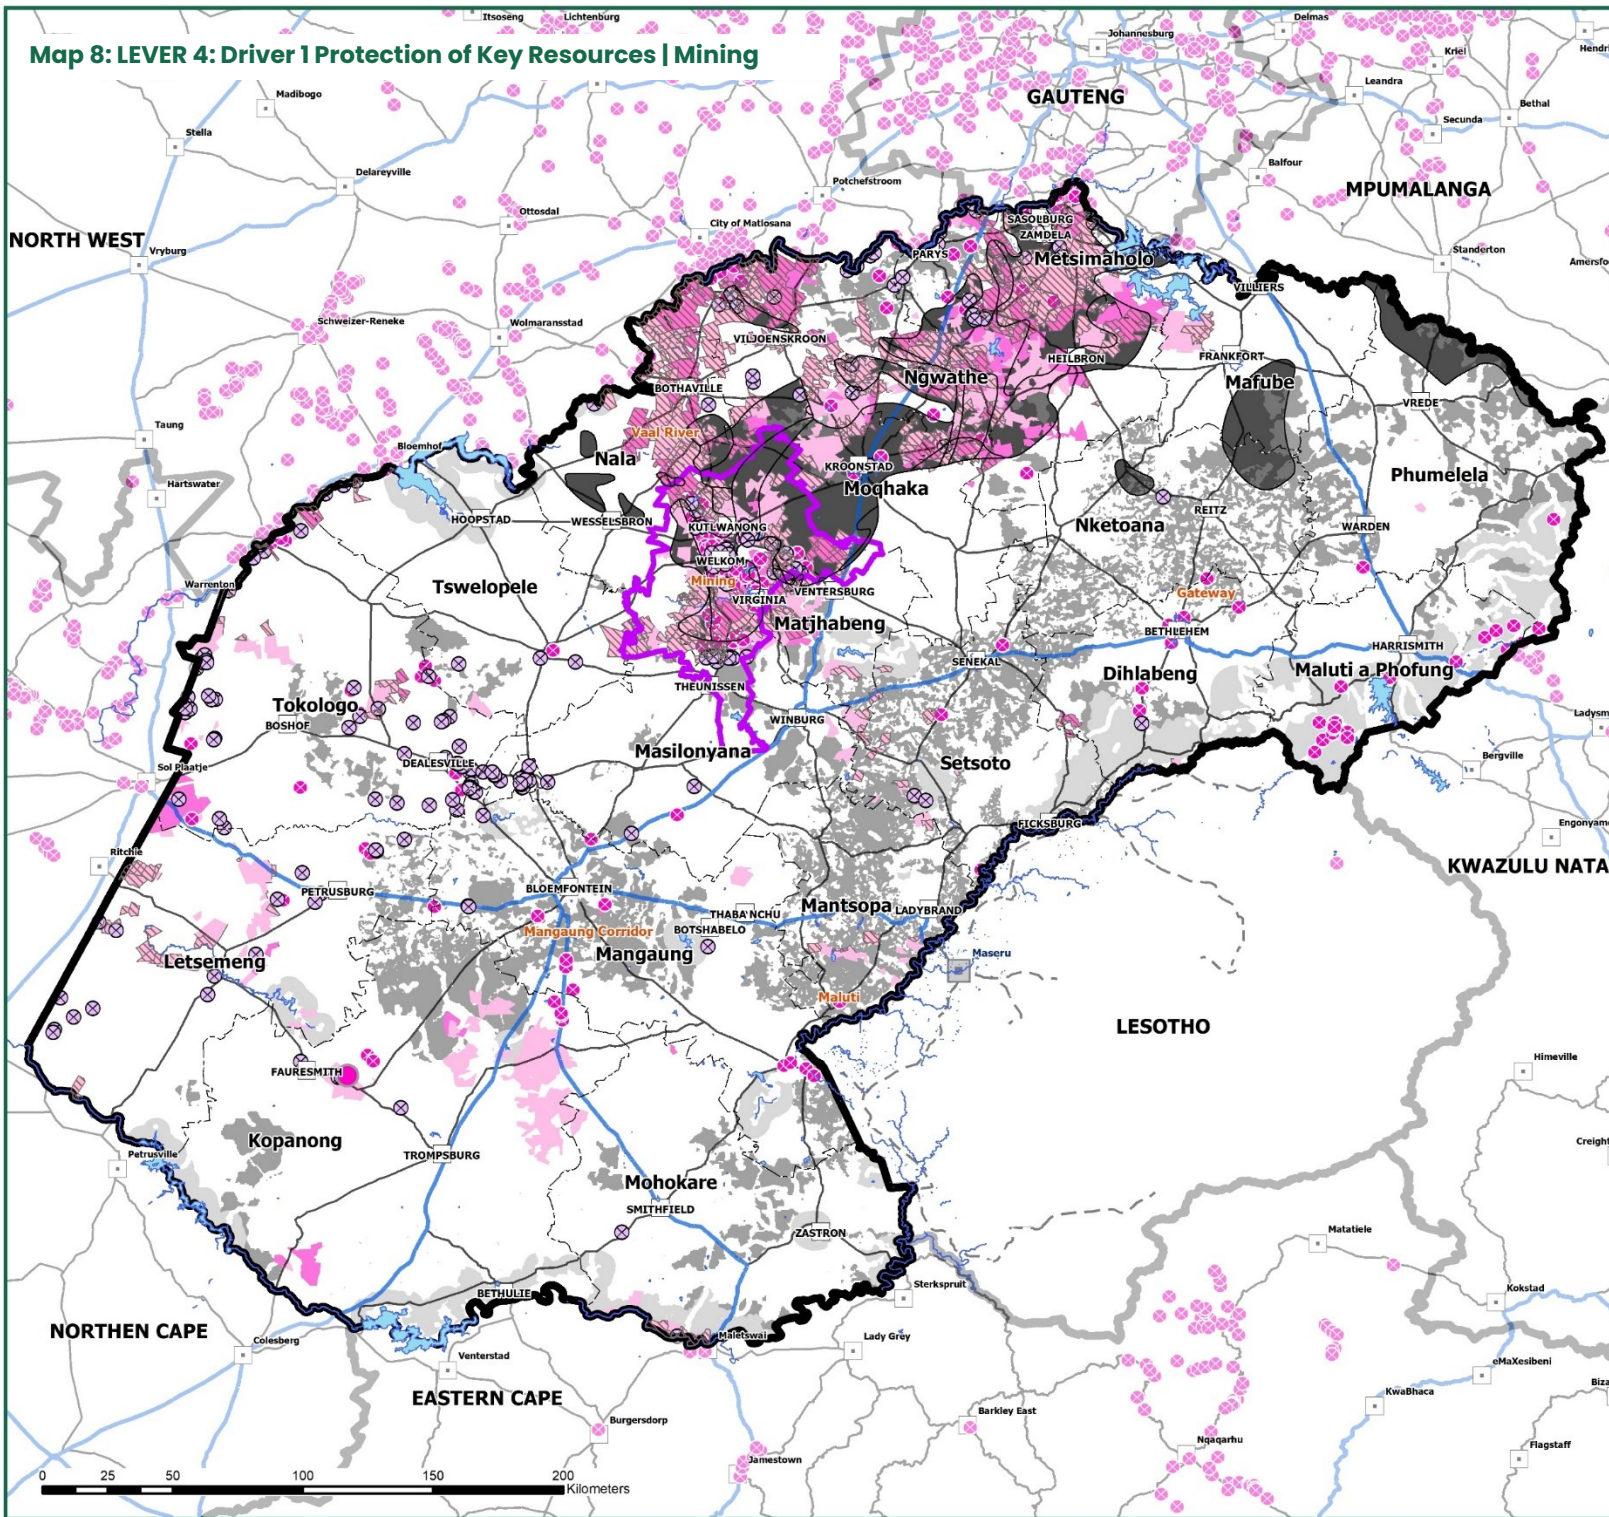 Itsoseng
Lichtenburg
Delmas
Johannesburg
Map 8: LEVER 4: Driver 1 Protection of Key Resources | Mining
Kriel
Leandra
Madibogo
GAUTENG
Bethal
Stella
Secunda
Balfour
Delareyville
Potchefstroom
MPUMALANGA
Ottosdal
City of Matlosana
SASOLBURG
ZAMDELA
NORTH WEST
Vryburg
PARYS
Metsimaholo
Standerton
VILLIERS
Schweizer-Reneke
Wolmaransstad
VILJOENSKROON
HEILBRON
FRANKFORT
Ngwathe
Mafube
BOTHAVILLE
VREDE
Taung
Vaal River
Bloemhof
Nala
KROONSTAD
Phumelela
Hartswater
Moqhaka
HOOPSTAD
WESSELSBRON
KUTLWANONG
Nketoana
REITZ
WARDEN
WELKOM
Mining
Warrenton
Tswelopele
VIRGINIA
VENTERSBURG
Gateway
Matjhabeng
BETHLEHEM
HARRISMITH
SENEKAL
Dihlabeng
Maluti a Phofung
THEUNISSEN
Tokologo
BOSHOF
WINBURG
Masilonyana
Bergville
Sol Plaatje
DEALESVILLE
Setsoto
FICKSBURG
Ritchie
KWAZULU NATA
PETRUSBURG
BLOEMFONTEIN
Mantsopa
LADYBRAND
THABA'NCHU
BOTSHABELO
Mangaung Corridor
Mangaung
Maseru
Letsemeng
Maluti
LESOTHO
Himeville
FAURESMITH
Kopanong
Petrusville
TROMPSBURG
Mohokare
SMITHFIELD
ZASTRON
Matatiele
Sterkspruit
Kokstad
BETHULIE
NORTHEN CAPE
Colesberg
Maletswai
Lady Grey
Venterstad
eMaXesibeni
EASTERN CAPE
KwaBhaca
Burgersdorp
Barkley East
Nqaqarhu
Flagstaff
Jamestown
0 25 50 100 150 200
Kilometers